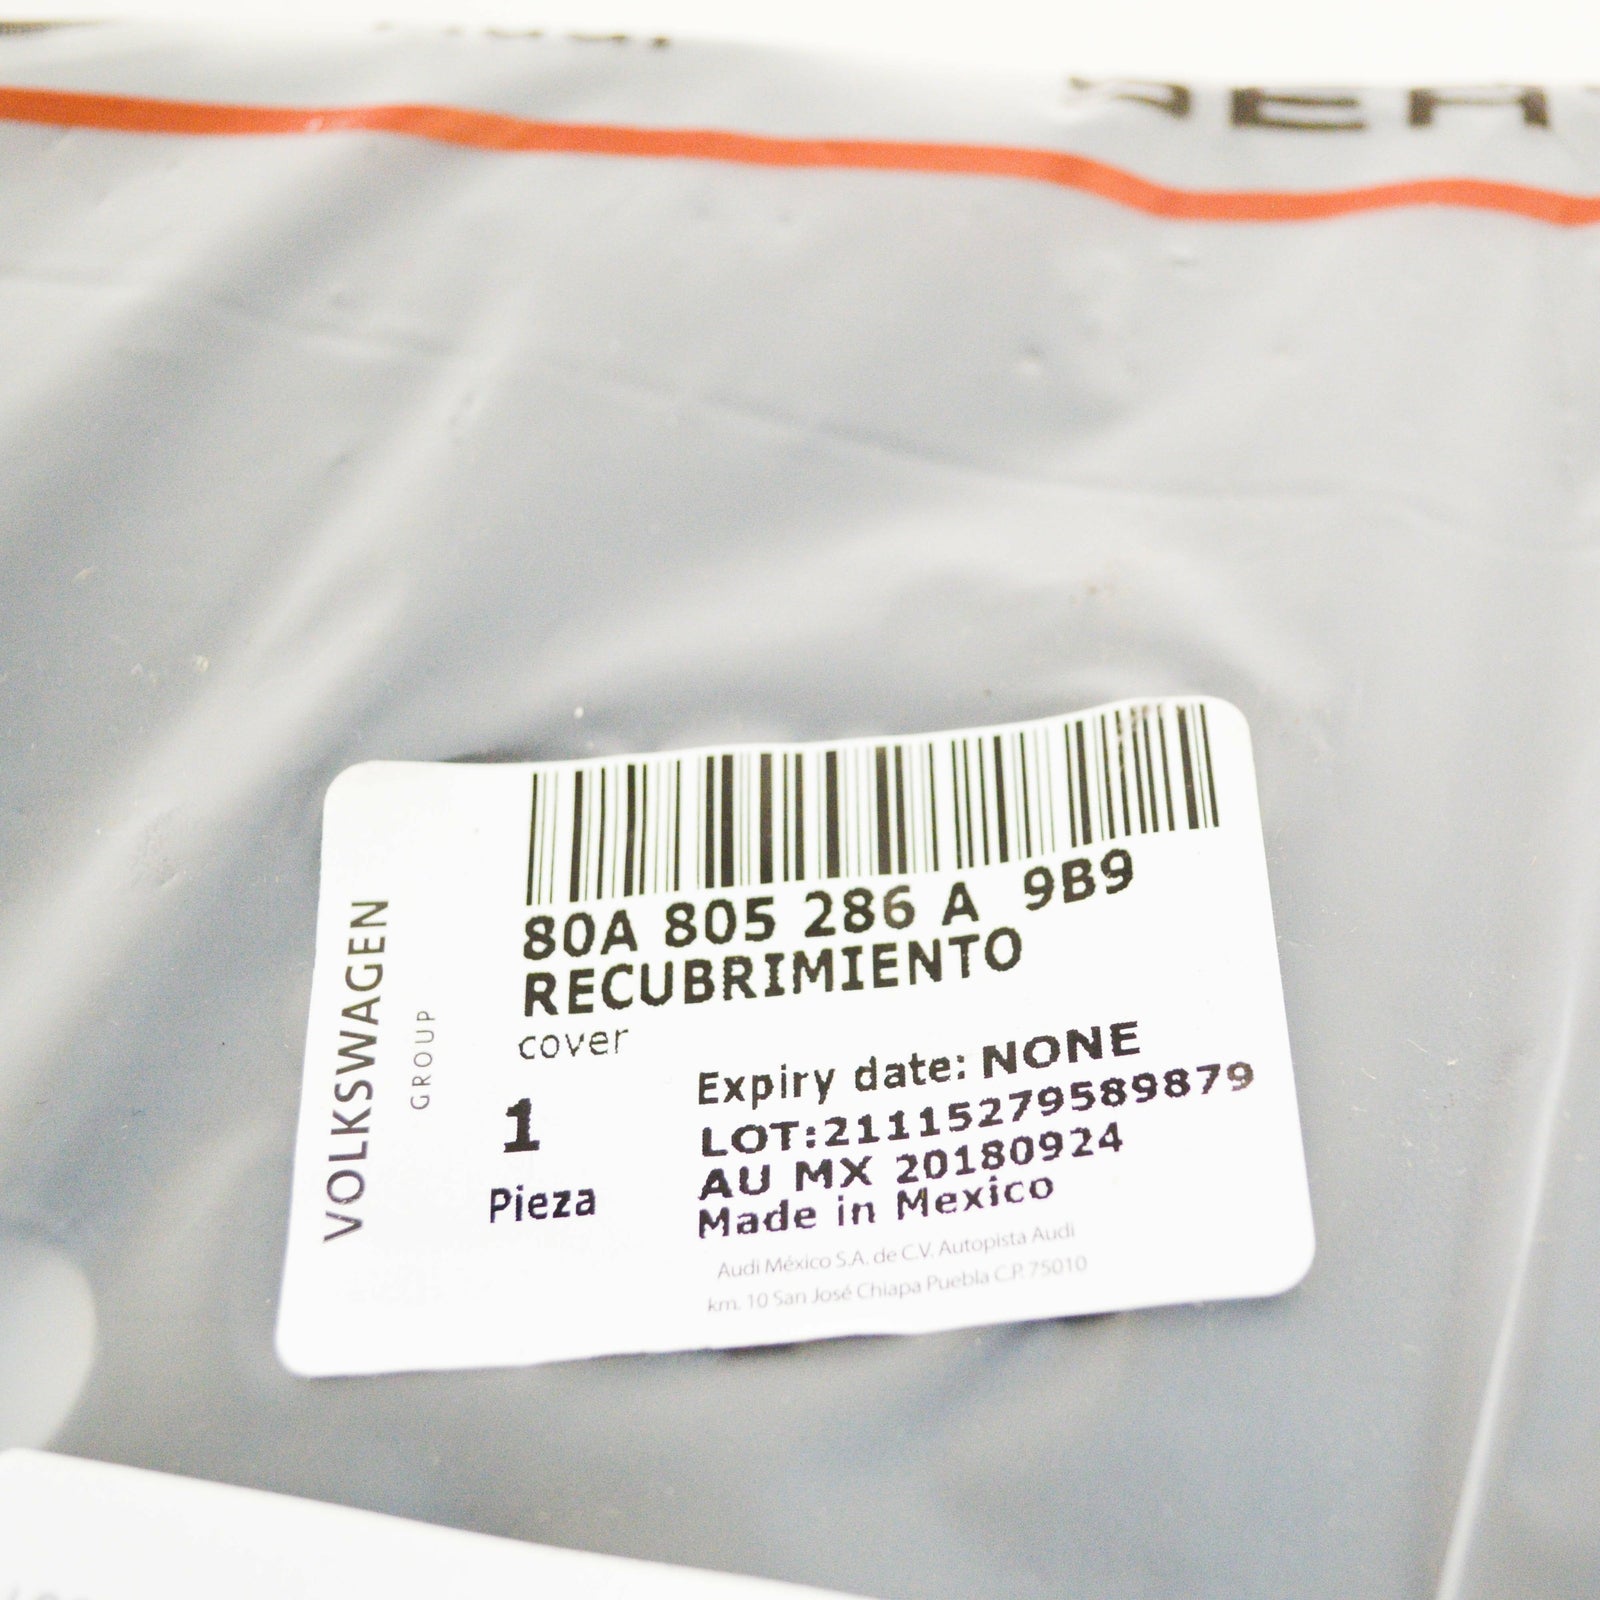 80A 805 286 A 9B9
RECUBRIMIENTO
cover
1
Pieza
Expiry date: NONE
LOT:21115279589879
AU MX 20180924
Made in Mexico
Audi México S.A. de C.V. Autopista Audi
km. 10 San José Chiapa Puebla C.P. 75010
VOLKSWAGEN
GROUP